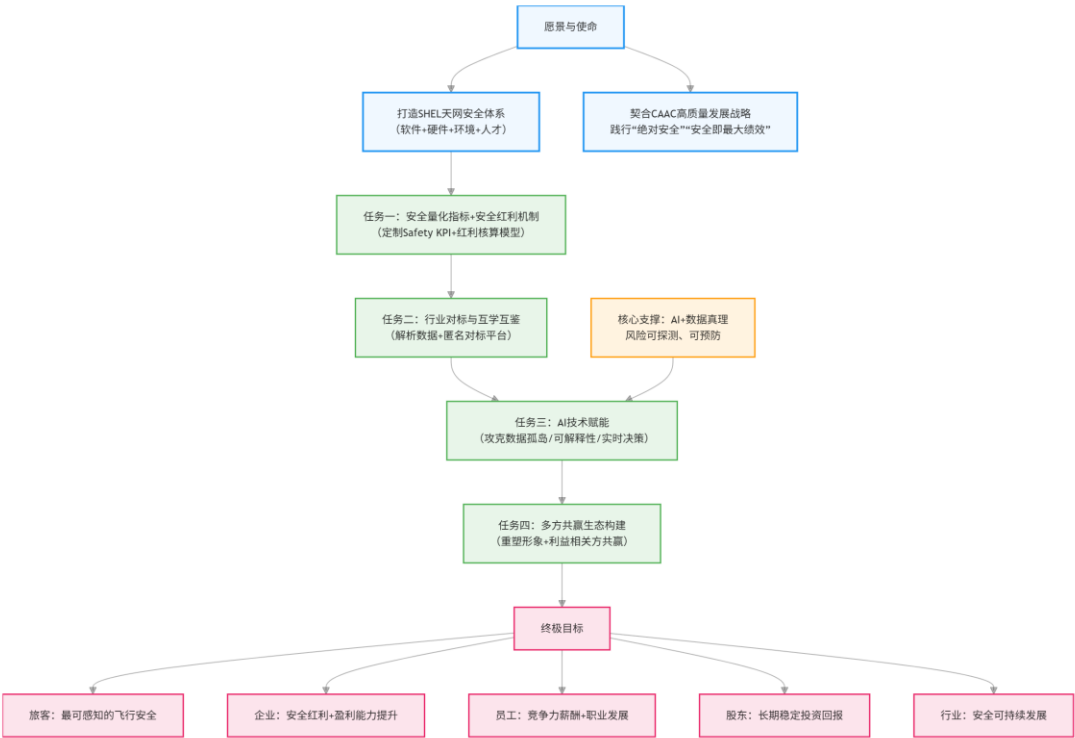 愿景与使命
打造SHEL天网安全体系
（软件+硬件+环境+人才）
契合CAAC高质量发展战略
践行“绝对安全”“安全即最大绩效”
任务一：安全量化指标+安全红利机制
（定制Safety KPI+红利核算模型）
任务二：行业对标与互学互鉴
（解析数据+匿名对标平台）
核心支撑：AI+数据真理
风险可探测、可预防
任务三：AI技术赋能
（攻克数据孤岛/可解释性/实时决策）
任务四：多方共赢生态构建
（重塑形象+利益相关方共赢）
终极目标
旅客：最可感知的飞行安全
企业：安全红利+盈利能力提升
员工：竞争力薪酬+职业发展
股东：长期稳定投资回报
行业：安全可持续发展